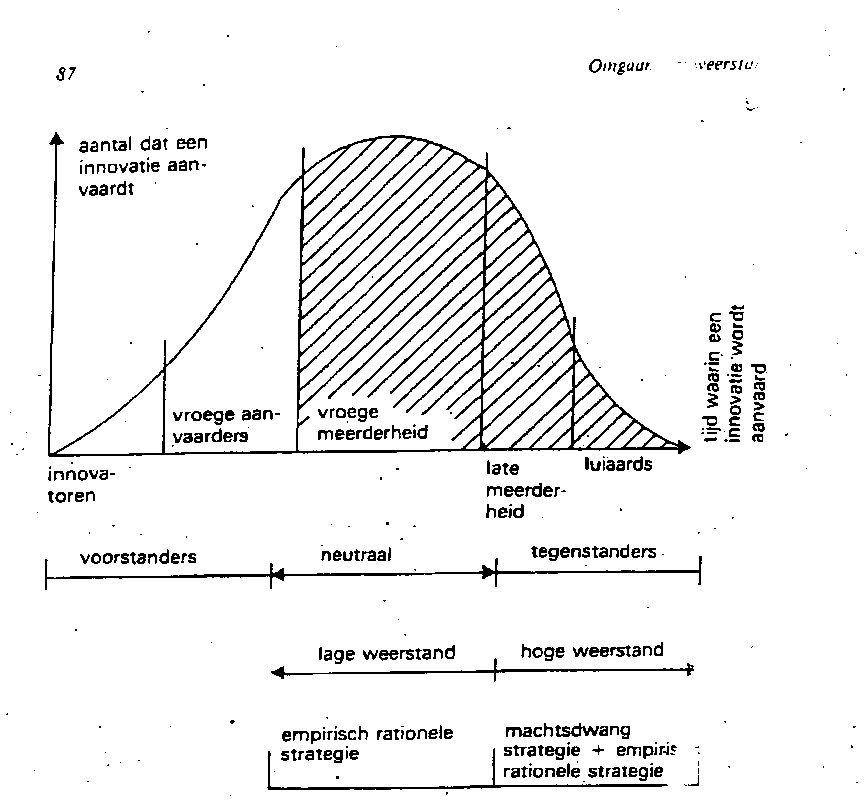 87
aantal dat een
innovatie aan-
vaardt
vroege aan-
vaarders
vroege
meerderheid
tijd waarin een
innovatie wordt
aanvaard
innova-
toren
late
meerder-
heid
luiaards
voorstanders
neutraal
tegenstanders
lage weerstand
hoge weerstand
empirisch rationele
strategie
machtsdwang
strategie +
rationele strategie